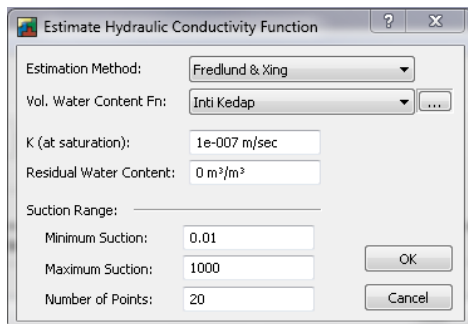 Estimate Hydraulic Conductivity Function
Estimation Method: Fredlund & Xing
Vol. Water Content Fn: Inti Kedap ...
K (at saturation): 1e-007 m/sec
Residual Water Content: 0 m³/m³
Suction Range:
Minimum Suction: 0.01
Maximum Suction: 1000
Number of Points: 20
OK
Cancel